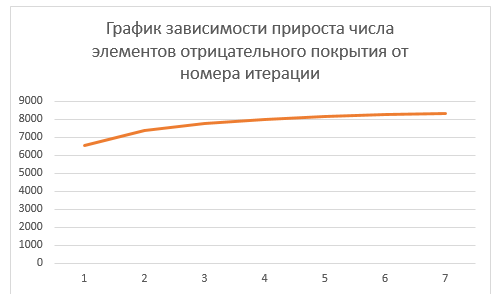 График зависимости прироста числа
элементов отрицательного покрытия от
номера итерации
9000
8000
7000
6000
5000
4000
3000
2000
1000
0
1 2 3 4 5 6 7